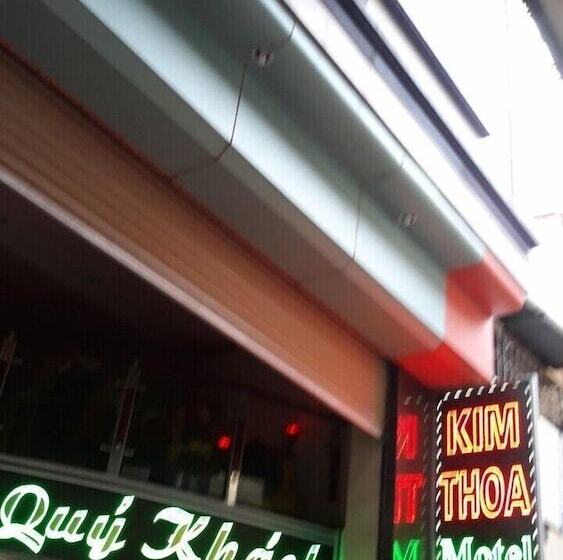 Quý Khách
KIM
THOA
Motel